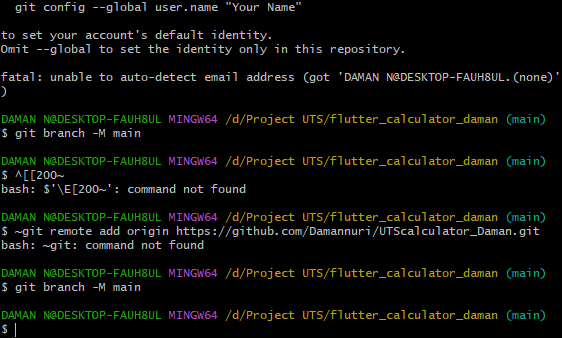 git config --global user.name "Your Name"
to set your account's default identity.
Omit --global to set the identity only in this repository.
fatal: unable to auto-detect email address (got 'DAMAN N@DESKTOP-FAUH8UL.(none)'
)
DAMAN N@DESKTOP-FAUH8UL MINGW64 /d/Project UTS/flutter_calculator_daman (main)
$ git branch -M main
DAMAN N@DESKTOP-FAUH8UL MINGW64 /d/Project UTS/flutter_calculator_daman (main)
$ ^[[200~
bash: $'\E[200~': command not found
DAMAN N@DESKTOP-FAUH8UL MINGW64 /d/Project UTS/flutter_calculator_daman (main)
$ ~git remote add origin https://github.com/Damannuri/UTScalculator_Daman.git
bash: ~git: command not found
DAMAN N@DESKTOP-FAUH8UL MINGW64 /d/Project UTS/flutter_calculator_daman (main)
$ git branch -M main
DAMAN N@DESKTOP-FAUH8UL MINGW64 /d/Project UTS/flutter_calculator_daman (main)
$